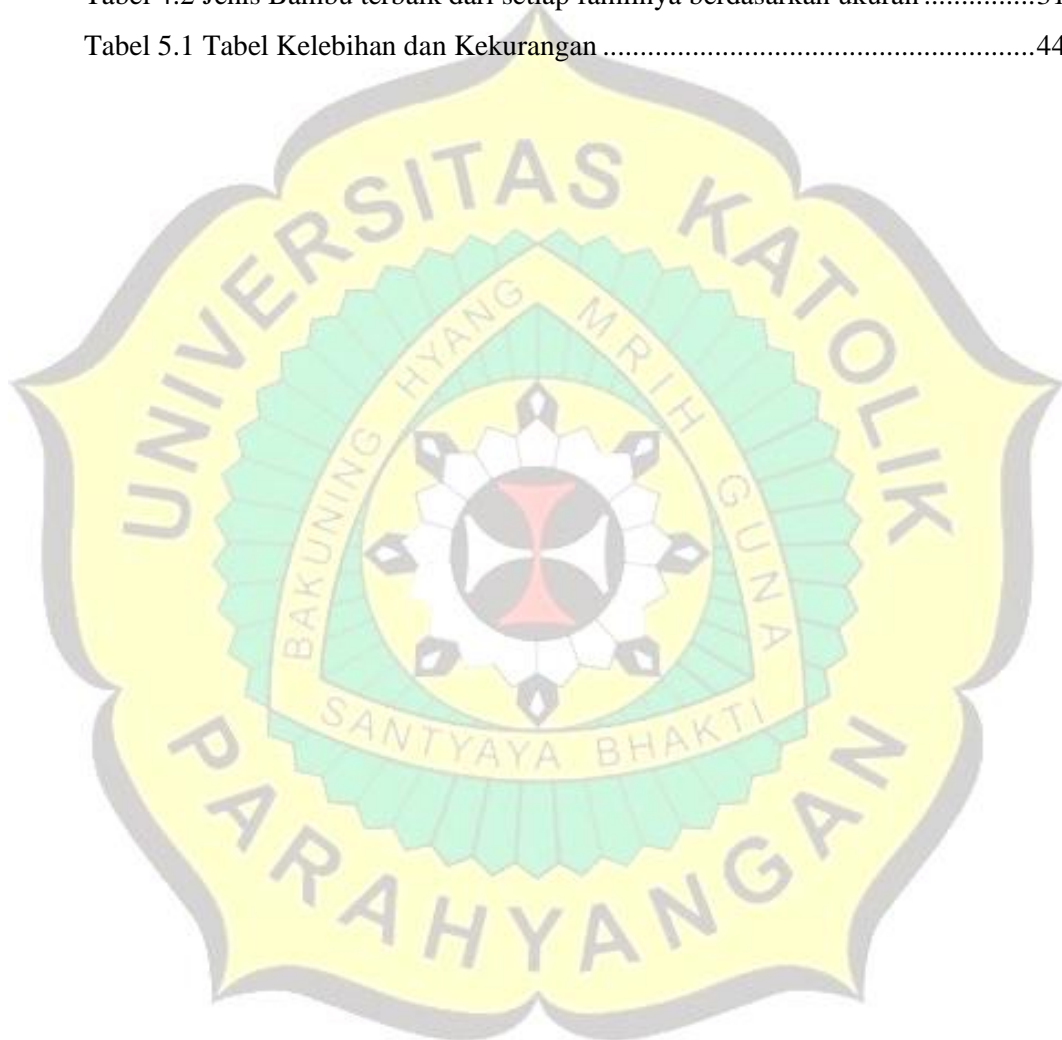 Tabel 4.2 Jenis Bambu terbaik dari setiap familinya berdasarkan ukuran ...............31
Tabel 5.1 Tabel Kelebihan dan Kekurangan ..........................................................44
UNIVERSITAS KATOLIK
BAKUNING HYANG MRIH GUNA
SANTYAYA BHAKTI
PARAHYANGAN